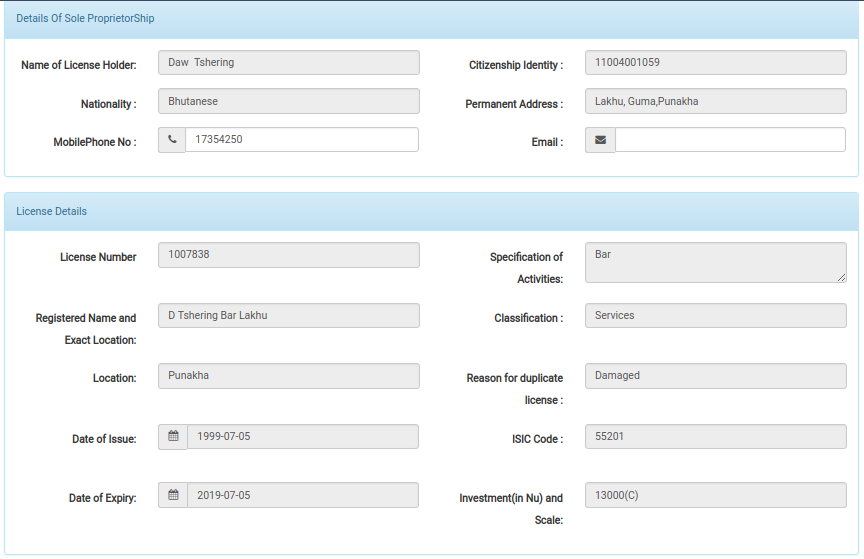 Details Of Sole ProprietorShip
Name of License Holder: Daw Tshering Citizenship Identity : 11004001059
Nationality : Bhutanese Permanent Address : Lakhu, Guma,Punakha
MobilePhone No : 17354250 Email :
License Details
License Number 1007838 Specification of Bar
Activities:
Registered Name and D Tshering Bar Lakhu Classification : Services
Exact Location:
Location: Punakha Reason for duplicate Damaged
license :
Date of Issue: 1999-07-05 ISIC Code : 55201
Date of Expiry: 2019-07-05 Investment(in Nu) and 13000(C)
Scale: